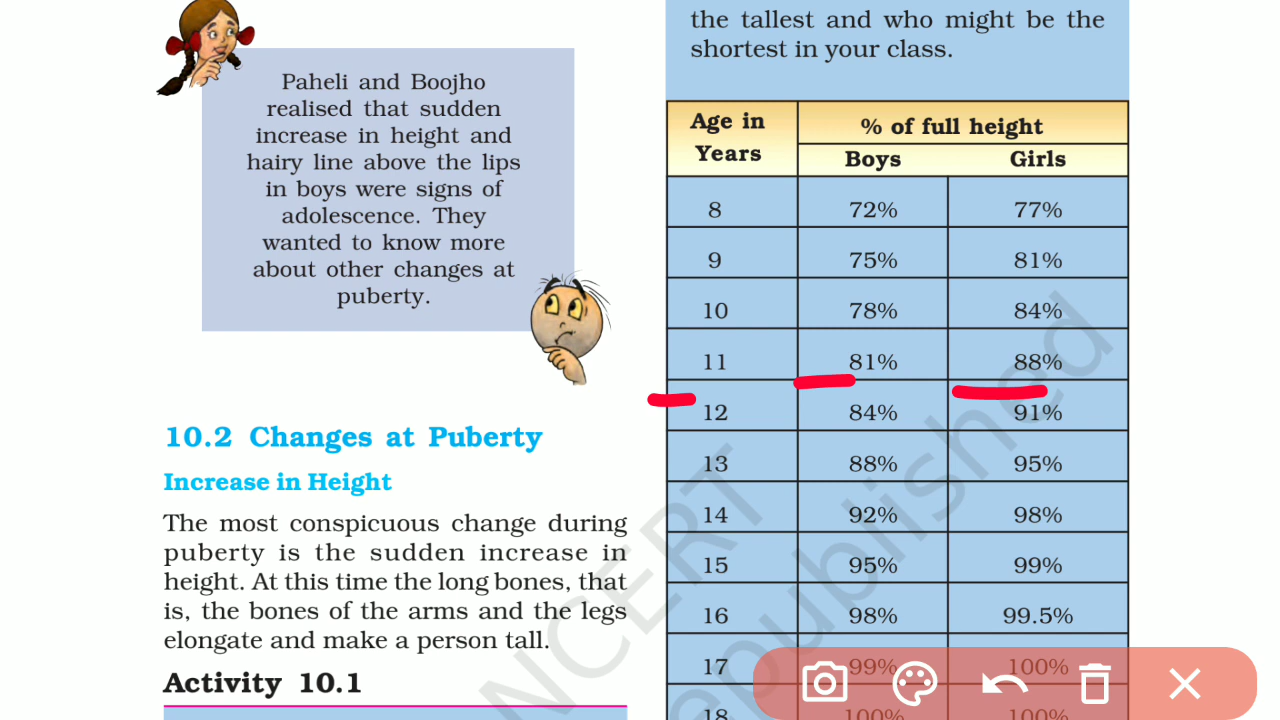 Paheli and Boojho
realised that sudden
increase in height and
hairy line above the lips
in boys were signs of
adolescence. They
wanted to know more
about other changes at
puberty.
10.2 Changes at Puberty
Increase in Height
The most conspicuous change during
puberty is the sudden increase in
height. At this time the long bones, that
is, the bones of the arms and the legs
elongate and make a person tall.
Activity 10.1
the tallest and who might be the
shortest in your class.
Age in Years % of full height
Boys Girls
8 72% 77%
9 75% 81%
10 78% 84%
11 81% 88%
12 84% 91%
13 88% 95%
14 92% 98%
15 95% 99%
16 98% 99.5%
17 99% 100%
18 100% 100%
NCERT
republished